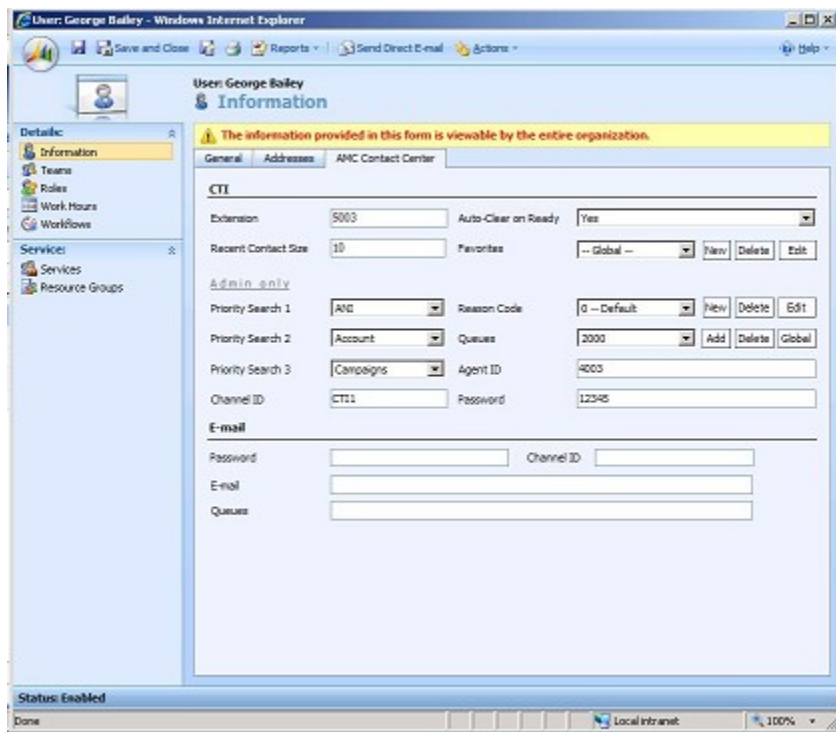 User: George Bailey - Windows Internet Explorer
Save and Close Reports Send Direct E-mail Actions Help
User: George Bailey
Information
Details:
Information
Teams
Roles
Work Hours
Workflows
Service:
Services
Resource Groups
The information provided in this form is viewable by the entire organization.
General Addresses AMC Contact Center
CTI
Extension 5003 Auto-Clear on Ready Yes
Recent Contact Size 10 Favorites -- Global -- New Delete Edit
Admin only
Priority Search 1 ANI Reason Code 0 -- Default New Delete Edit
Priority Search 2 Account Queues 2000 Add Delete Global
Priority Search 3 Campaigns Agent ID 4003
Channel ID CTI1 Password 12345
E-mail
Password Channel ID
E-mail
Queues
Status: Enabled
Done Local intranet 100%